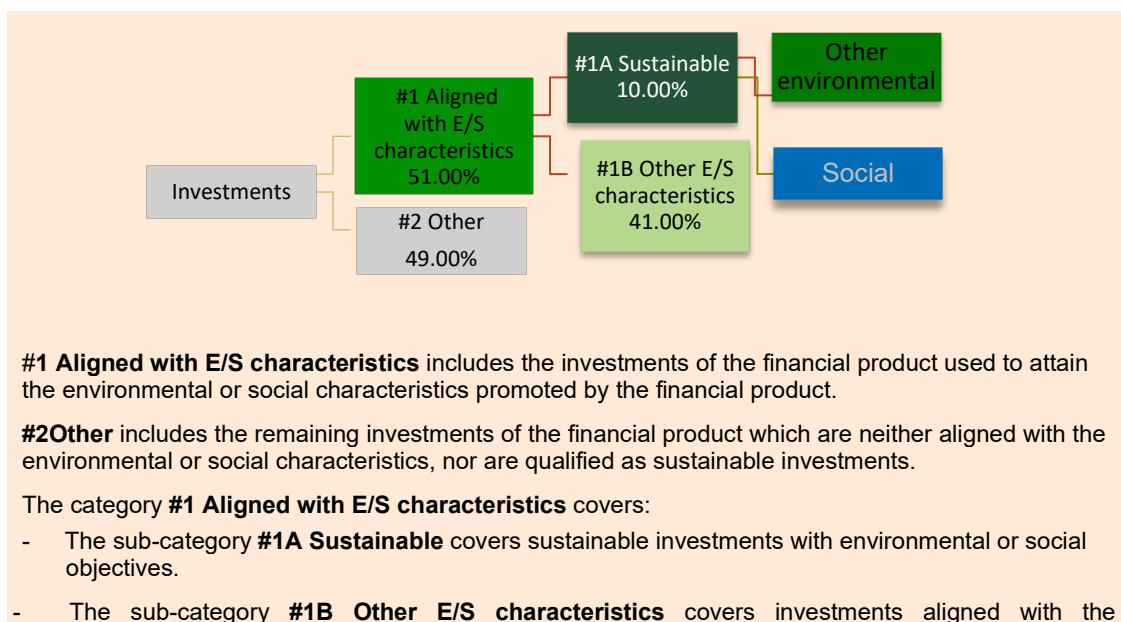 Investments
#1 Aligned
with E/S
characteristics
51.00%
#2 Other
49.00%
#1A Sustainable
10.00%
#1B Other E/S
characteristics
41.00%
Other
environmental
Social
#1 Aligned with E/S characteristics includes the investments of the financial product used to attain
the environmental or social characteristics promoted by the financial product.
#2Other includes the remaining investments of the financial product which are neither aligned with the
environmental or social characteristics, nor are qualified as sustainable investments.
The category #1 Aligned with E/S characteristics covers:
- The sub-category #1A Sustainable covers sustainable investments with environmental or social
objectives.
- The sub-category #1B Other E/S characteristics covers investments aligned with the